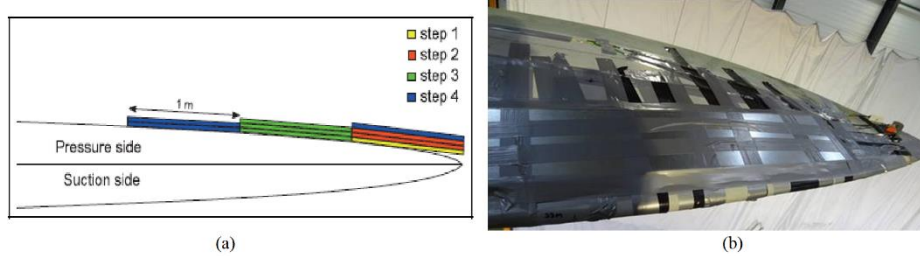 step 1
step 2
step 3
step 4
1 m
Pressure side
Suction side
(a)
(b)